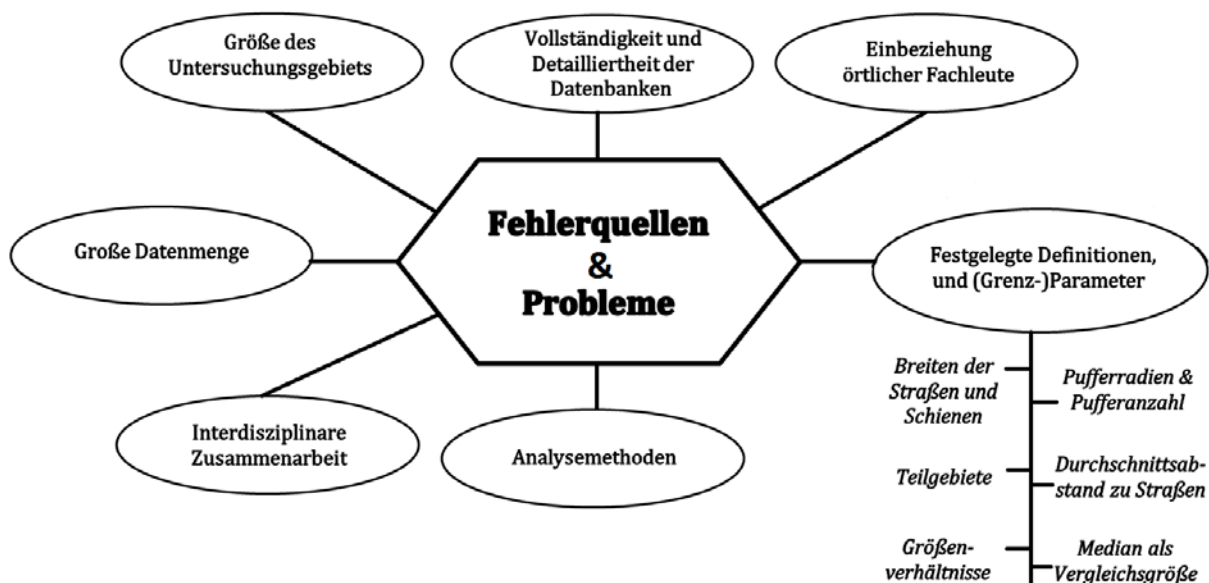 Größe des
Untersuchungsgebiets
Vollständigkeit und
Detailliertheit der
Datenbanken
Einbeziehung
örtlicher Fachleute
Große Datenmenge
Fehlerquellen
&
Probleme
Festgelegte Definitionen,
und (Grenz-)Parameter
Interdisziplinare
Zusammenarbeit
Analysemethoden
Breiten der
Straßen und
Schienen
Pufferradien &
Pufferanzahl
Teilgebiete
Durchschnittsab-
stand zu Straßen
Größen-
verhältnisse
Median als
Vergleichsgröße